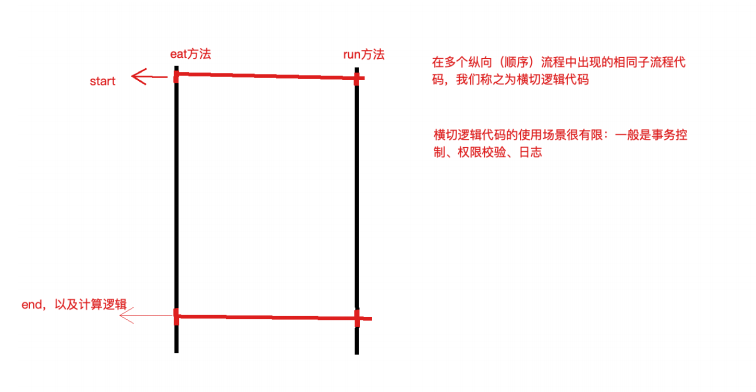 eat方法
run方法
start
end，以及计算逻辑
在多个纵向（顺序）流程中出现的相同子流程代
码，我们称之为横切逻辑代码
横切逻辑代码的使用场景很有限：一般是事务控
制、权限校验、日志